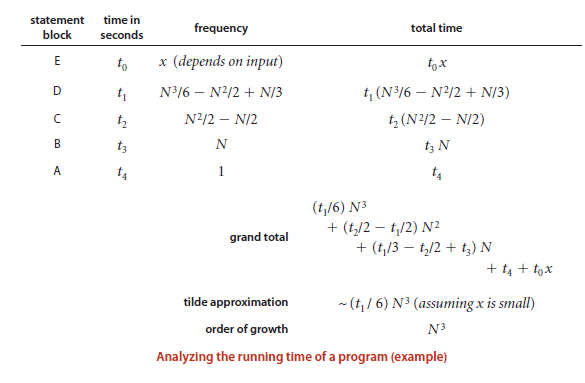 statement block time in seconds frequency total time
E t₀ x (depends on input) t₀x
D t₁ N³/6 – N²/2 + N/3 t₁ (N³/6 – N²/2 + N/3)
C t₂ N²/2 – N/2 t₂ (N²/2 – N/2)
B t₃ N t₃ N
A t₄ 1 t₄
(t₁/6) N³
grand total + (t₂/2 – t₁/2) N²
+ (t₁/3 – t₂/2 + t₃) N
+ t₄ + t₀x
tilde approximation ~ (t₁ / 6) N³ (assuming x is small)
order of growth N³
Analyzing the running time of a program (example)